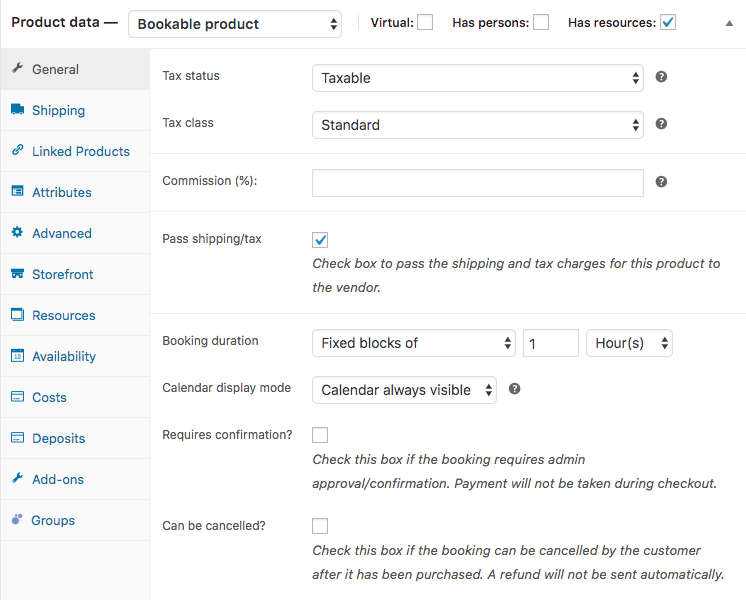 Product data — Bookable product Virtual: Has persons: Has resources:
General
Shipping
Linked Products
Attributes
Advanced
Storefront
Resources
10 Availability
Costs
Deposits
Add-ons
Groups
Tax status Taxable ?
Tax class Standard ?
Commission (%): ?
Pass shipping/tax
Check box to pass the shipping and tax charges for this product to
the vendor.
Booking duration Fixed blocks of 1 Hour(s)
Calendar display mode Calendar always visible ?
Requires confirmation?
Check this box if the booking requires admin
approval/confirmation. Payment will not be taken during checkout.
Can be cancelled?
Check this box if the booking can be cancelled by the customer
after it has been purchased. A refund will not be sent automatically.